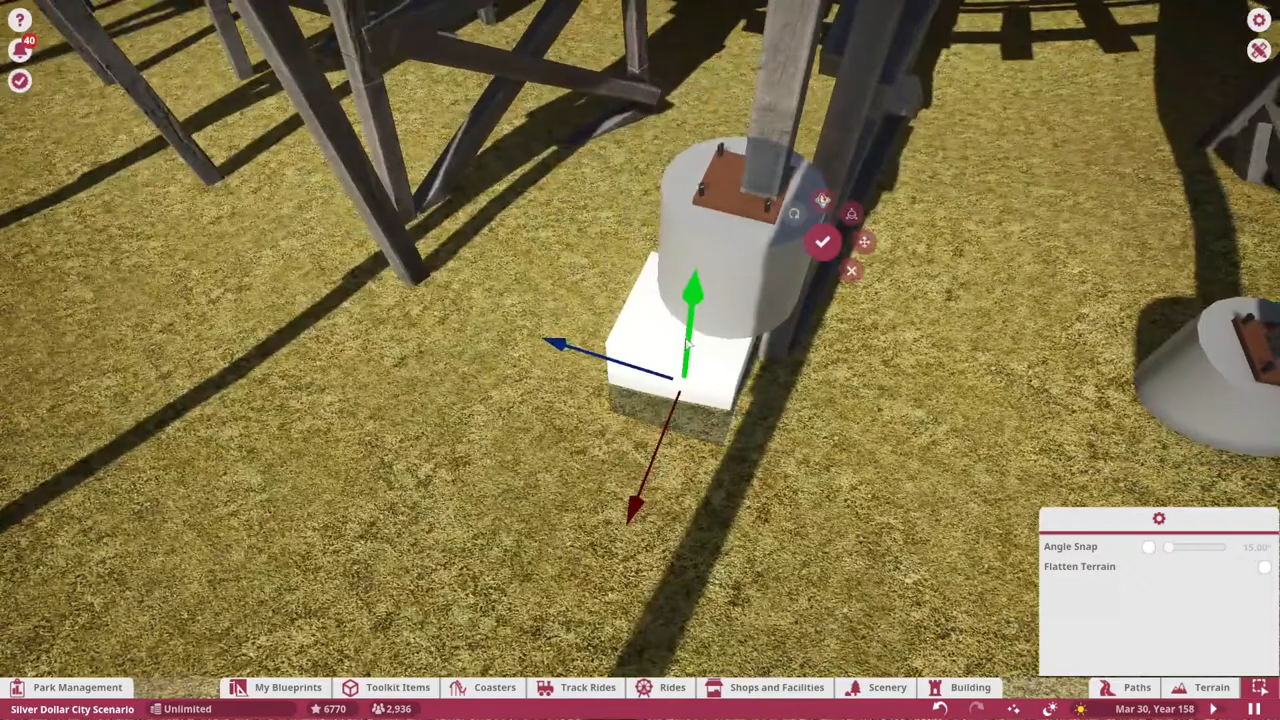 ?
40
Angle Snap 15.00°
Flatten Terrain
Park Management My Blueprints Toolkit Items Coasters Track Rides Rides Shops and Facilities Scenery Building Paths Terrain
Silver Dollar City Scenario Unlimited 6770 2,936 Mar 30, Year 158